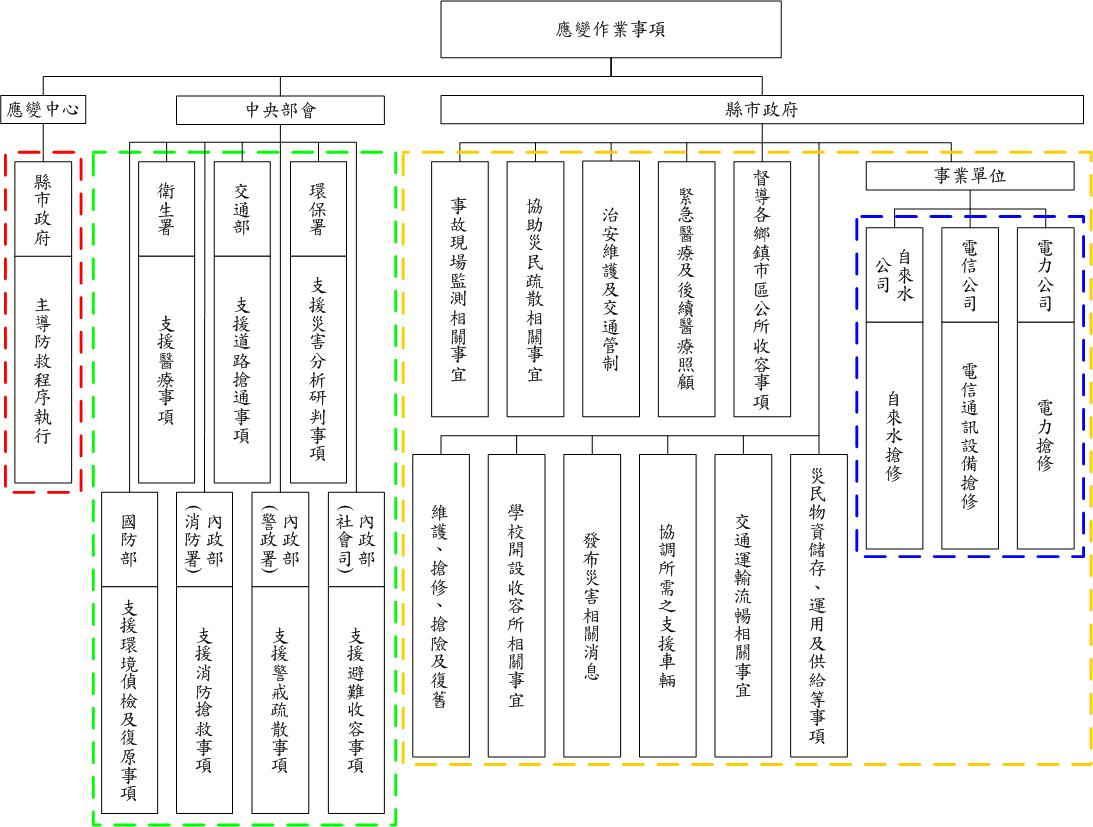 應變作業事項
應變中心
中央部會
縣市政府
縣市政府
主導防救程序執行
衛生署
支援醫療事項
交通部
支援道路搶通事項
環保署
支援災害分析研判事項
國防部
支援環境偵檢及復原事項
內政部
(消防署)
支援消防搶救事項
內政部
(警政署)
支援警戒疏散事項
內政部
(社會司)
支援避難收容事項
事故現場監測相關事宜
協助災民疏散相關事宜
治安維護及交通管制
緊急醫療及後續醫療照顧
督導各鄉鎮市區公所收容事項
維護、搶修、搶險及復舊
學校開設收容所相關事宜
發布災害相關消息
協調所需之支援車輛
交通運輸流暢相關事宜
災民物資儲存、運用及供給等事項
事業單位
自來水
公司
自來水搶修
電信公司
電信通訊設備搶修
電力公司
電力搶修